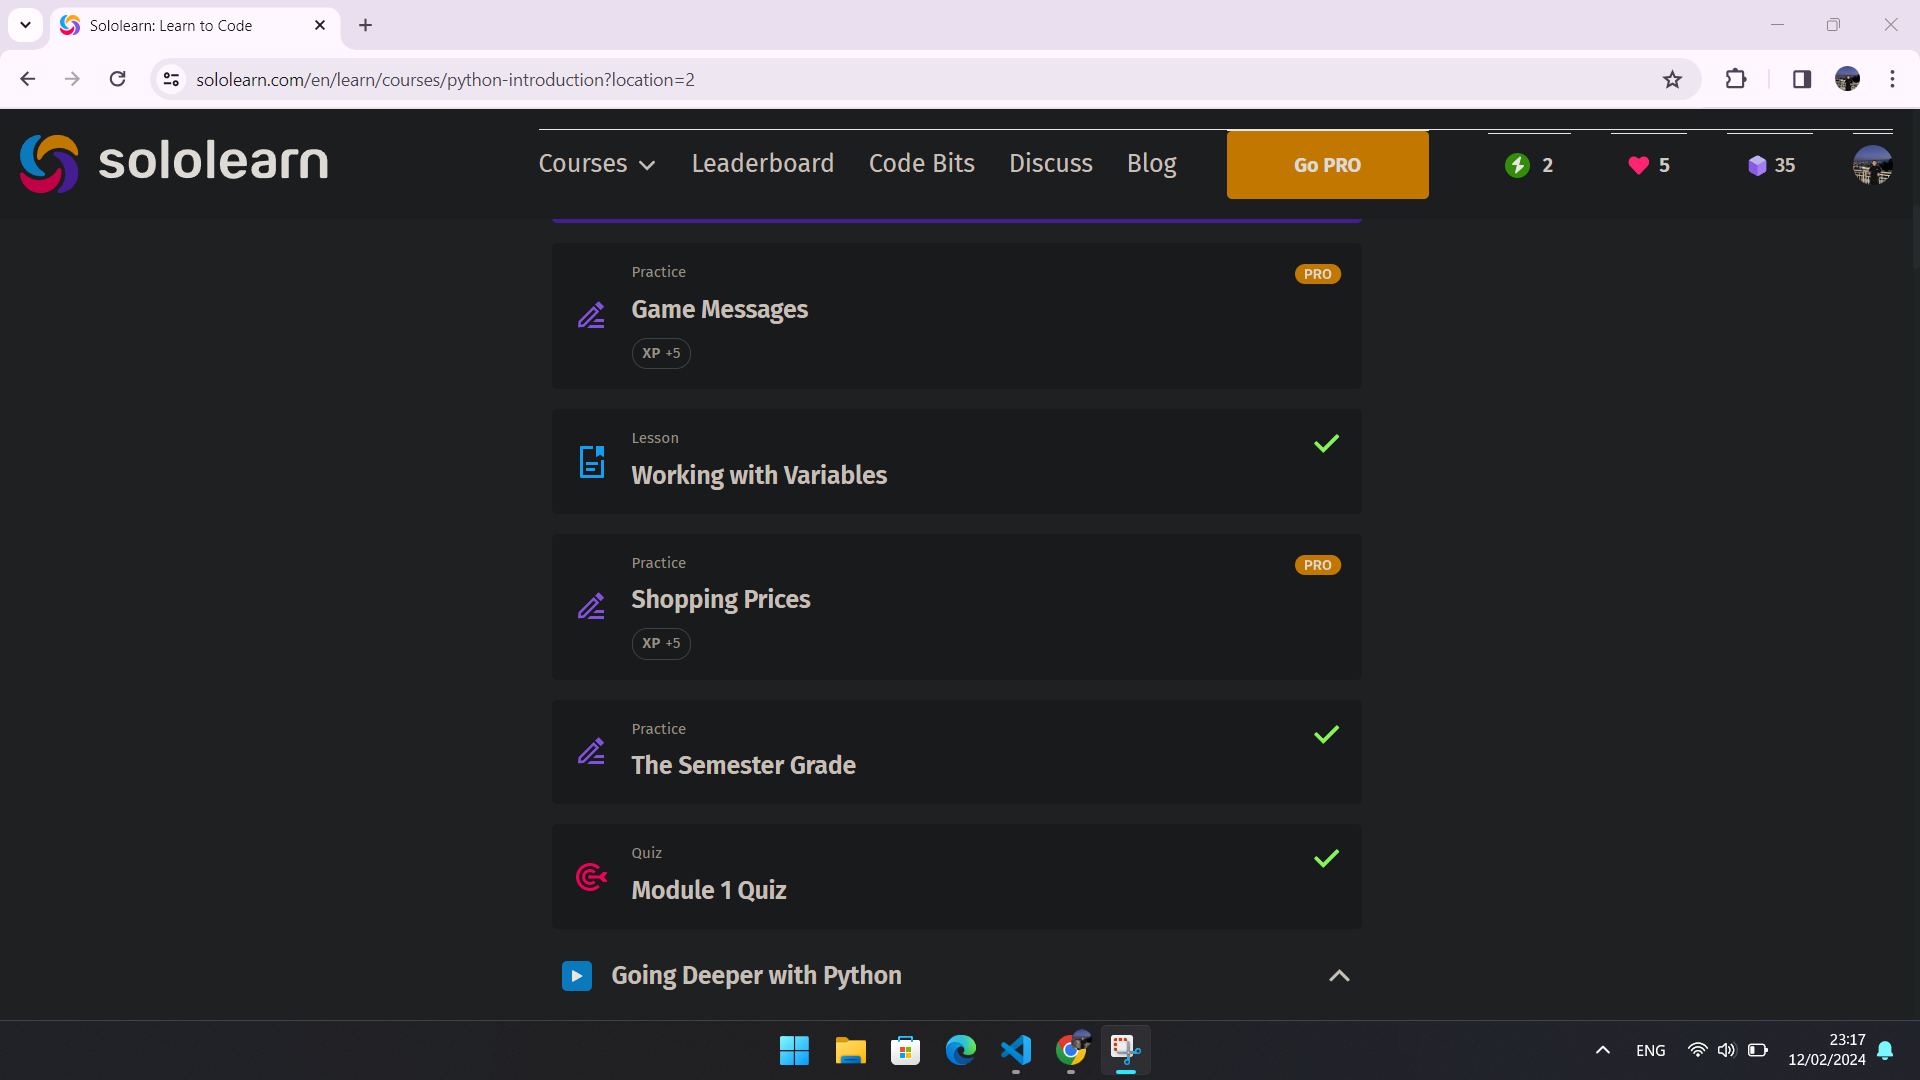 Sololearn: Learn to Code
sololearn.com/en/learn/courses/python-introduction?location=2
sololearn
Courses
Leaderboard
Code Bits
Discuss
Blog
Go PRO
2
5
35
Practice
PRO
Game Messages
XP +5
Lesson
Working with Variables
Practice
PRO
Shopping Prices
XP +5
Practice
The Semester Grade
Quiz
Module 1 Quiz
Going Deeper with Python
ENG
23:17
12/02/2024